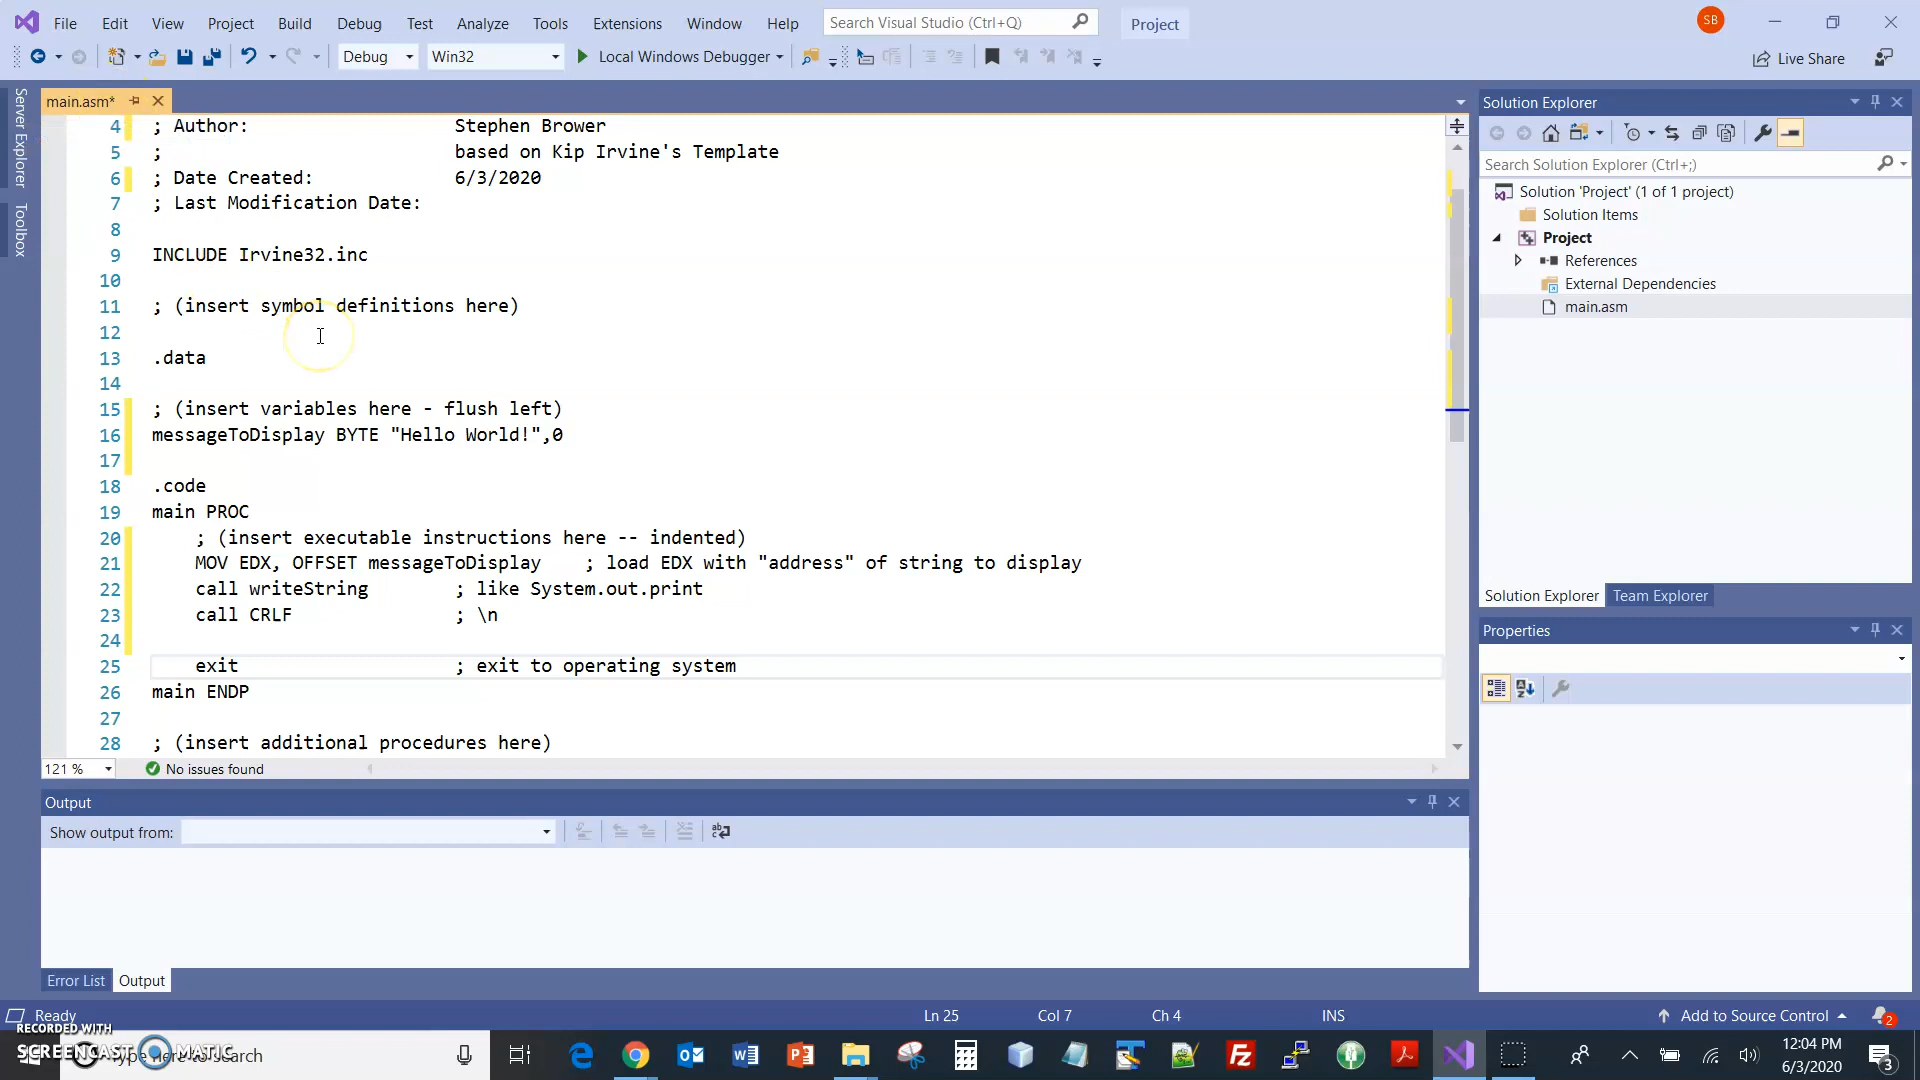 File Edit View Project Build Debug Test Analyze Tools Extensions Window Help Search Visual Studio (Ctrl+Q) Project SB
Debug Win32 Local Windows Debugger Live Share
Server Explorer
Toolbox
main.asm*
4 ; Author: Stephen Brower
5 ; based on Kip Irvine's Template
6 ; Date Created: 6/3/2020
7 ; Last Modification Date:
8
9 INCLUDE Irvine32.inc
10
11 ; (insert symbol definitions here)
12
13 .data
14
15 ; (insert variables here - flush left)
16 messageToDisplay BYTE "Hello World!",0
17
18 .code
19 main PROC
20 ; (insert executable instructions here -- indented)
21 MOV EDX, OFFSET messageToDisplay ; load EDX with "address" of string to display
22 call writeString ; like System.out.print
23 call CRLF ; \n
24
25 exit ; exit to operating system
26 main ENDP
27
28 ; (insert additional procedures here)
121 % No issues found
Output
Show output from:
Error List Output
Solution Explorer
Search Solution Explorer (Ctrl+;)
Solution 'Project' (1 of 1 project)
Solution Items
Project
References
External Dependencies
main.asm
Solution Explorer Team Explorer
Properties
Ready Ln 25 Col 7 Ch 4 INS Add to Source Control 2
RECORDED WITH
SCREENCAST MATIC
Type here to search
12:04 PM
6/3/2020
3